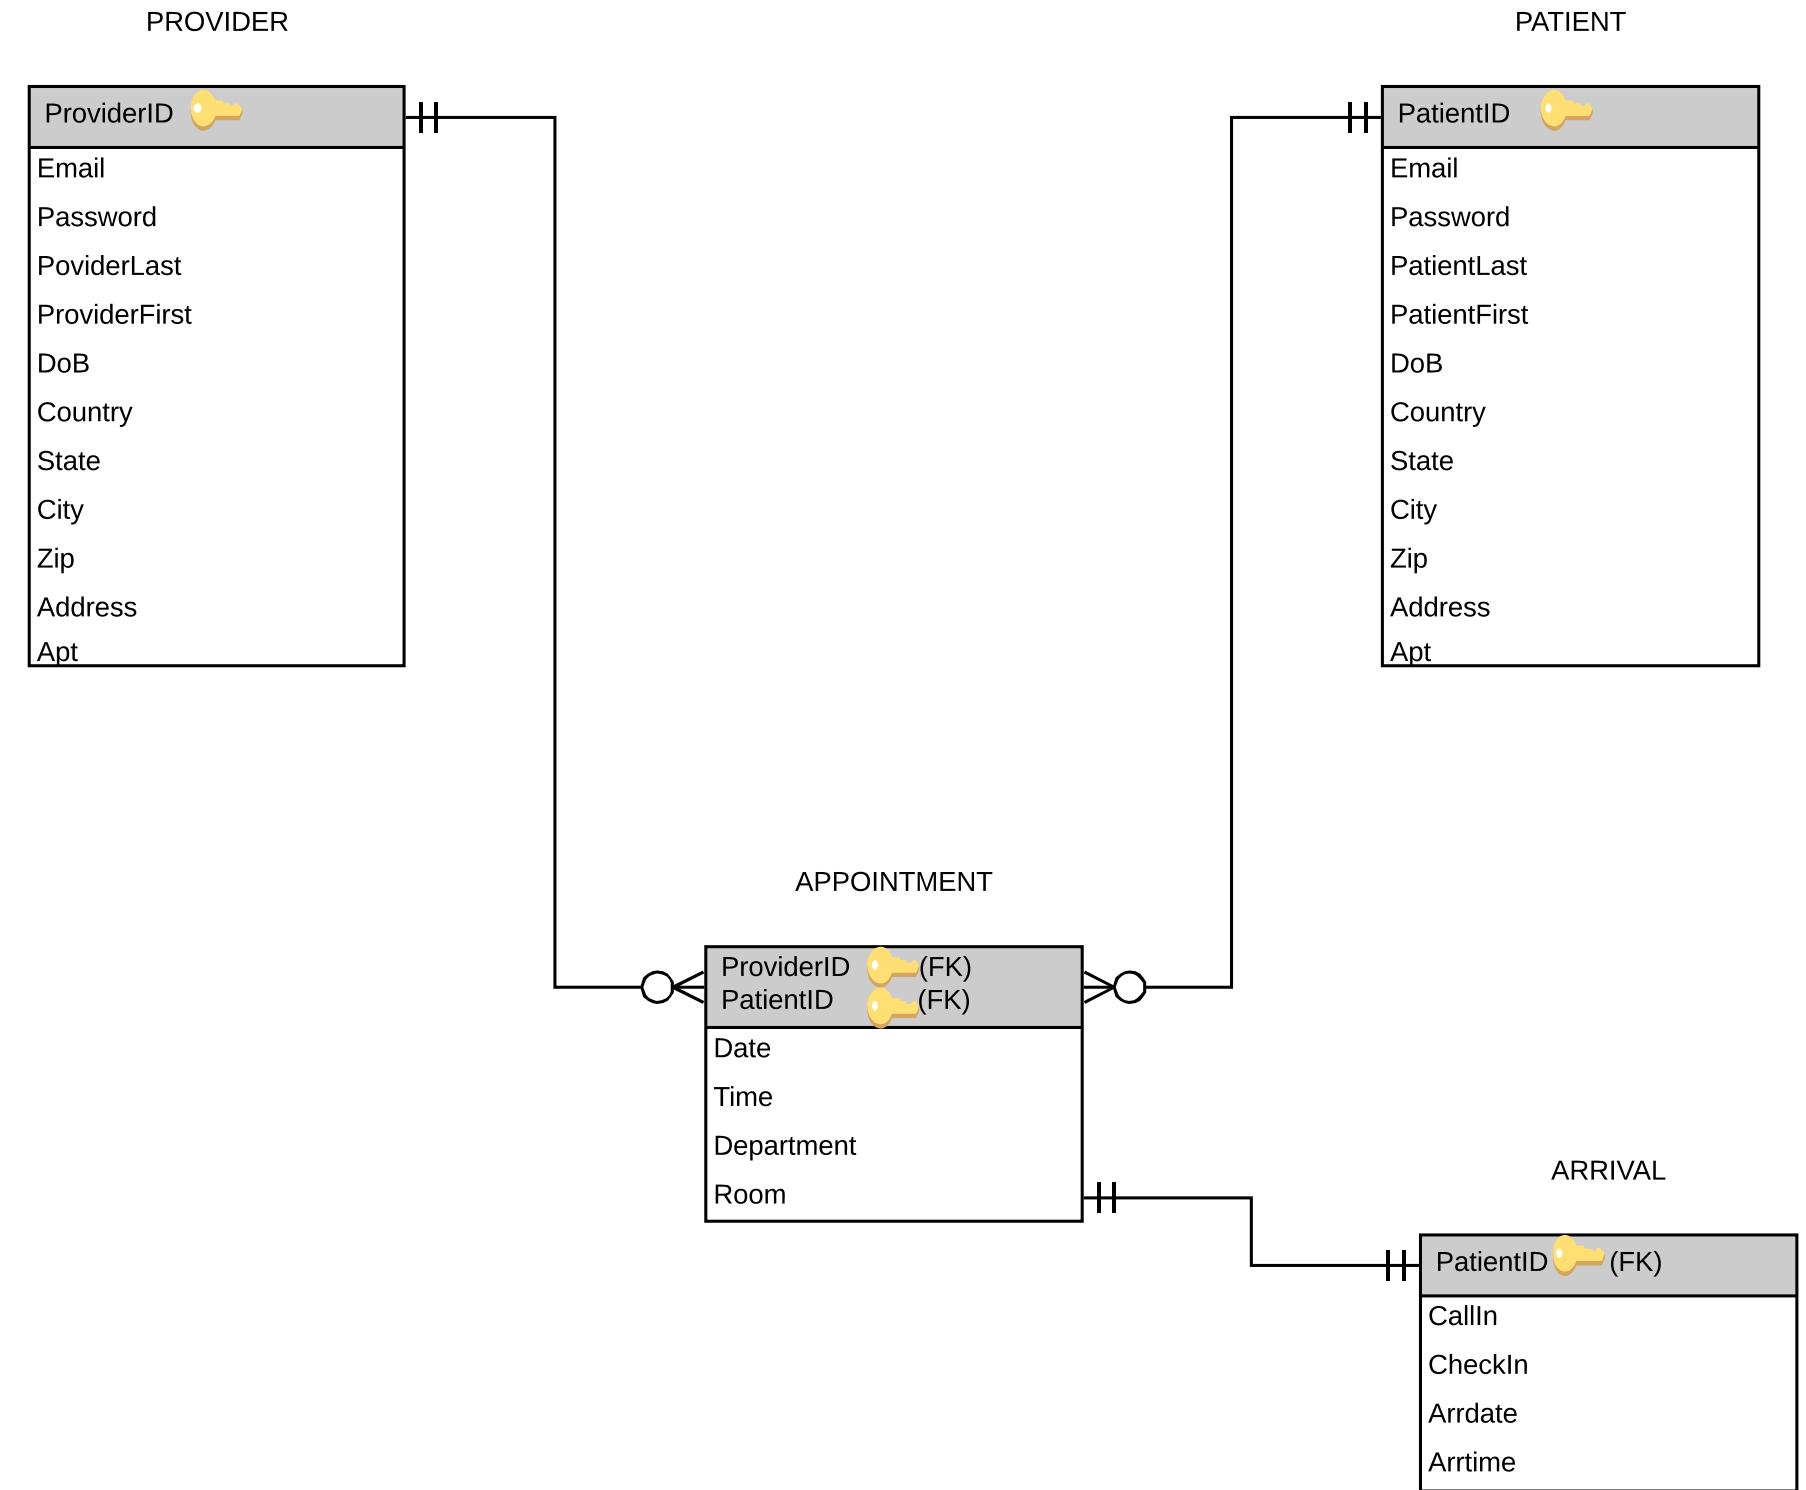 PROVIDER
ProviderID
Email
Password
PoviderLast
ProviderFirst
DoB
Country
State
City
Zip
Address
Apt
PATIENT
PatientID
Email
Password
PatientLast
PatientFirst
DoB
Country
State
City
Zip
Address
Apt
APPOINTMENT
ProviderID (FK)
PatientID (FK)
Date
Time
Department
Room
ARRIVAL
PatientID (FK)
CallIn
CheckIn
Arrdate
Arrtime